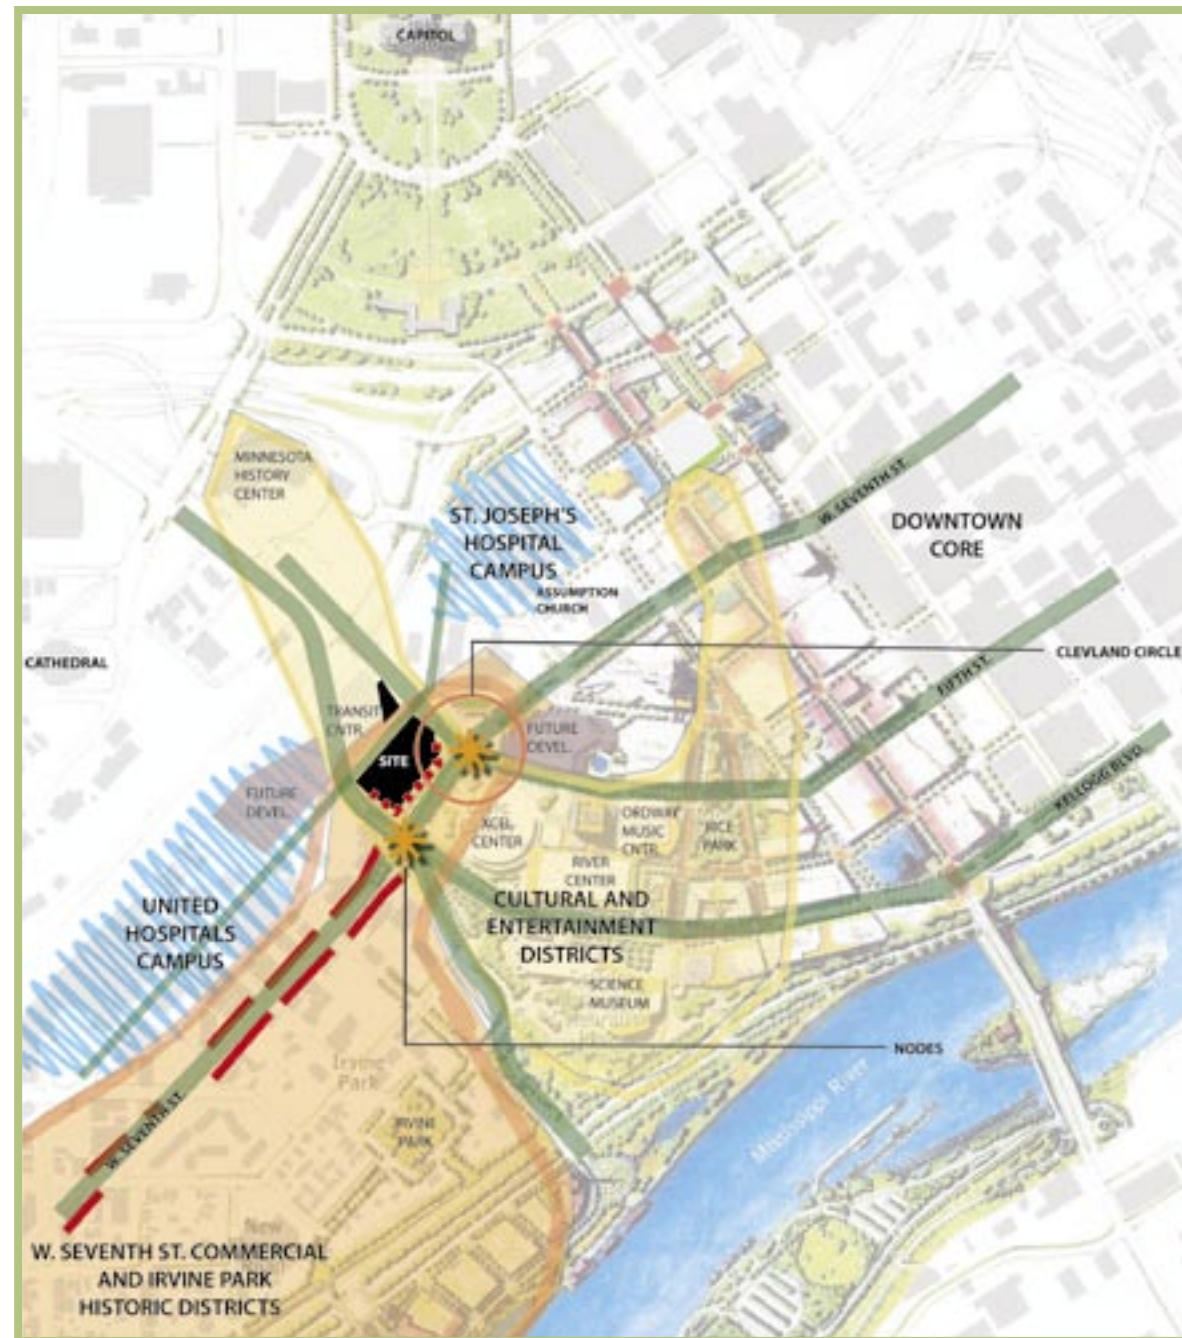 CAPITOL
MINNESOTA
HISTORY
CENTER
ST. JOSEPH'S
HOSPITAL
CAMPUS
ASSUMPTION
CHURCH
W. SEVENTH ST.
DOWNTOWN
CORE
CATHEDRAL
CLEVLAND CIRCLE
FIFTH ST.
TRANSIT
CNTR.
SITE
FUTURE
DEVEL.
KELLOGG BLVD.
FUTURE
DEVEL.
XCEL
CENTER
ORDWAY
MUSIC
CNTR.
RICE
PARK
RIVER
CENTER
UNITED
HOSPITALS
CAMPUS
CULTURAL AND
ENTERTAINMENT
DISTRICTS
SCIENCE
MUSEUM
NODES
Irvine
Park
Mississippi River
IRVINE
PARK
W. SEVENTH ST.
New
W. SEVENTH ST. COMMERCIAL
AND IRVINE PARK
HISTORIC DISTRICTS